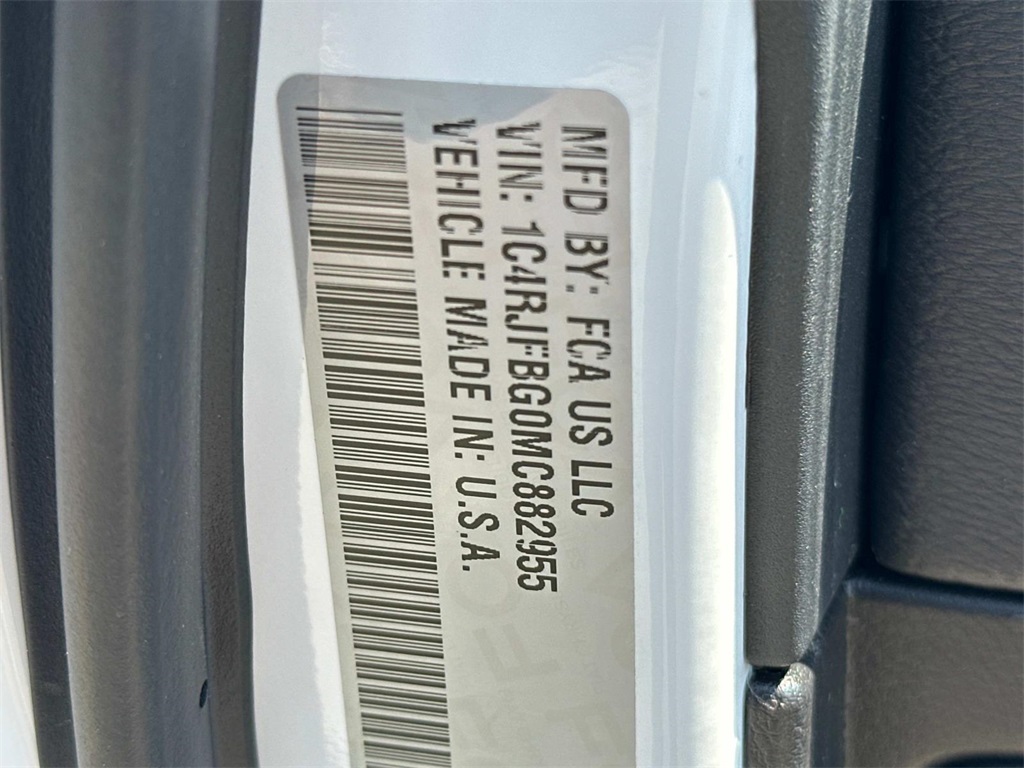 MFD BY: FCA US LLC
VIN: 1C4RJFBG0MC882955
VEHICLE MADE IN: U.S.A.